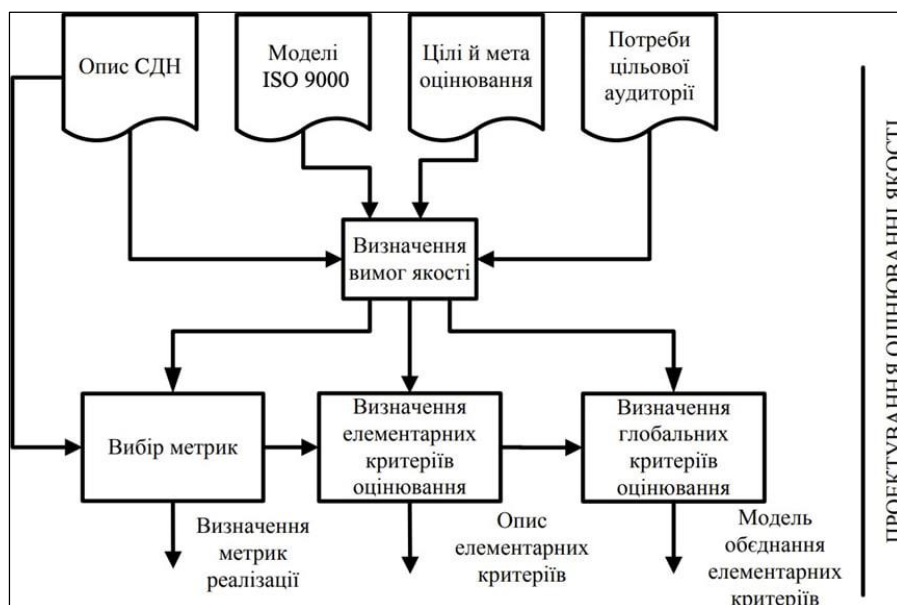 Опис СДН
Моделі
ISO 9000
Цілі й мета
оцінювання
Потреби
цільової
аудиторії
Визначення
вимог якості
Вибір метрик
Визначення
елементарних
критеріїв
оцінювання
Визначення
глобальних
критеріїв
оцінювання
Визначення
метрик
реалізації
Опис
елементарних
критеріїв
Модель
обєднання
елементарних
критеріїв
ПРОЕКТУВАННЯ ОЦІНЮВАННІ ЯКОСТІ